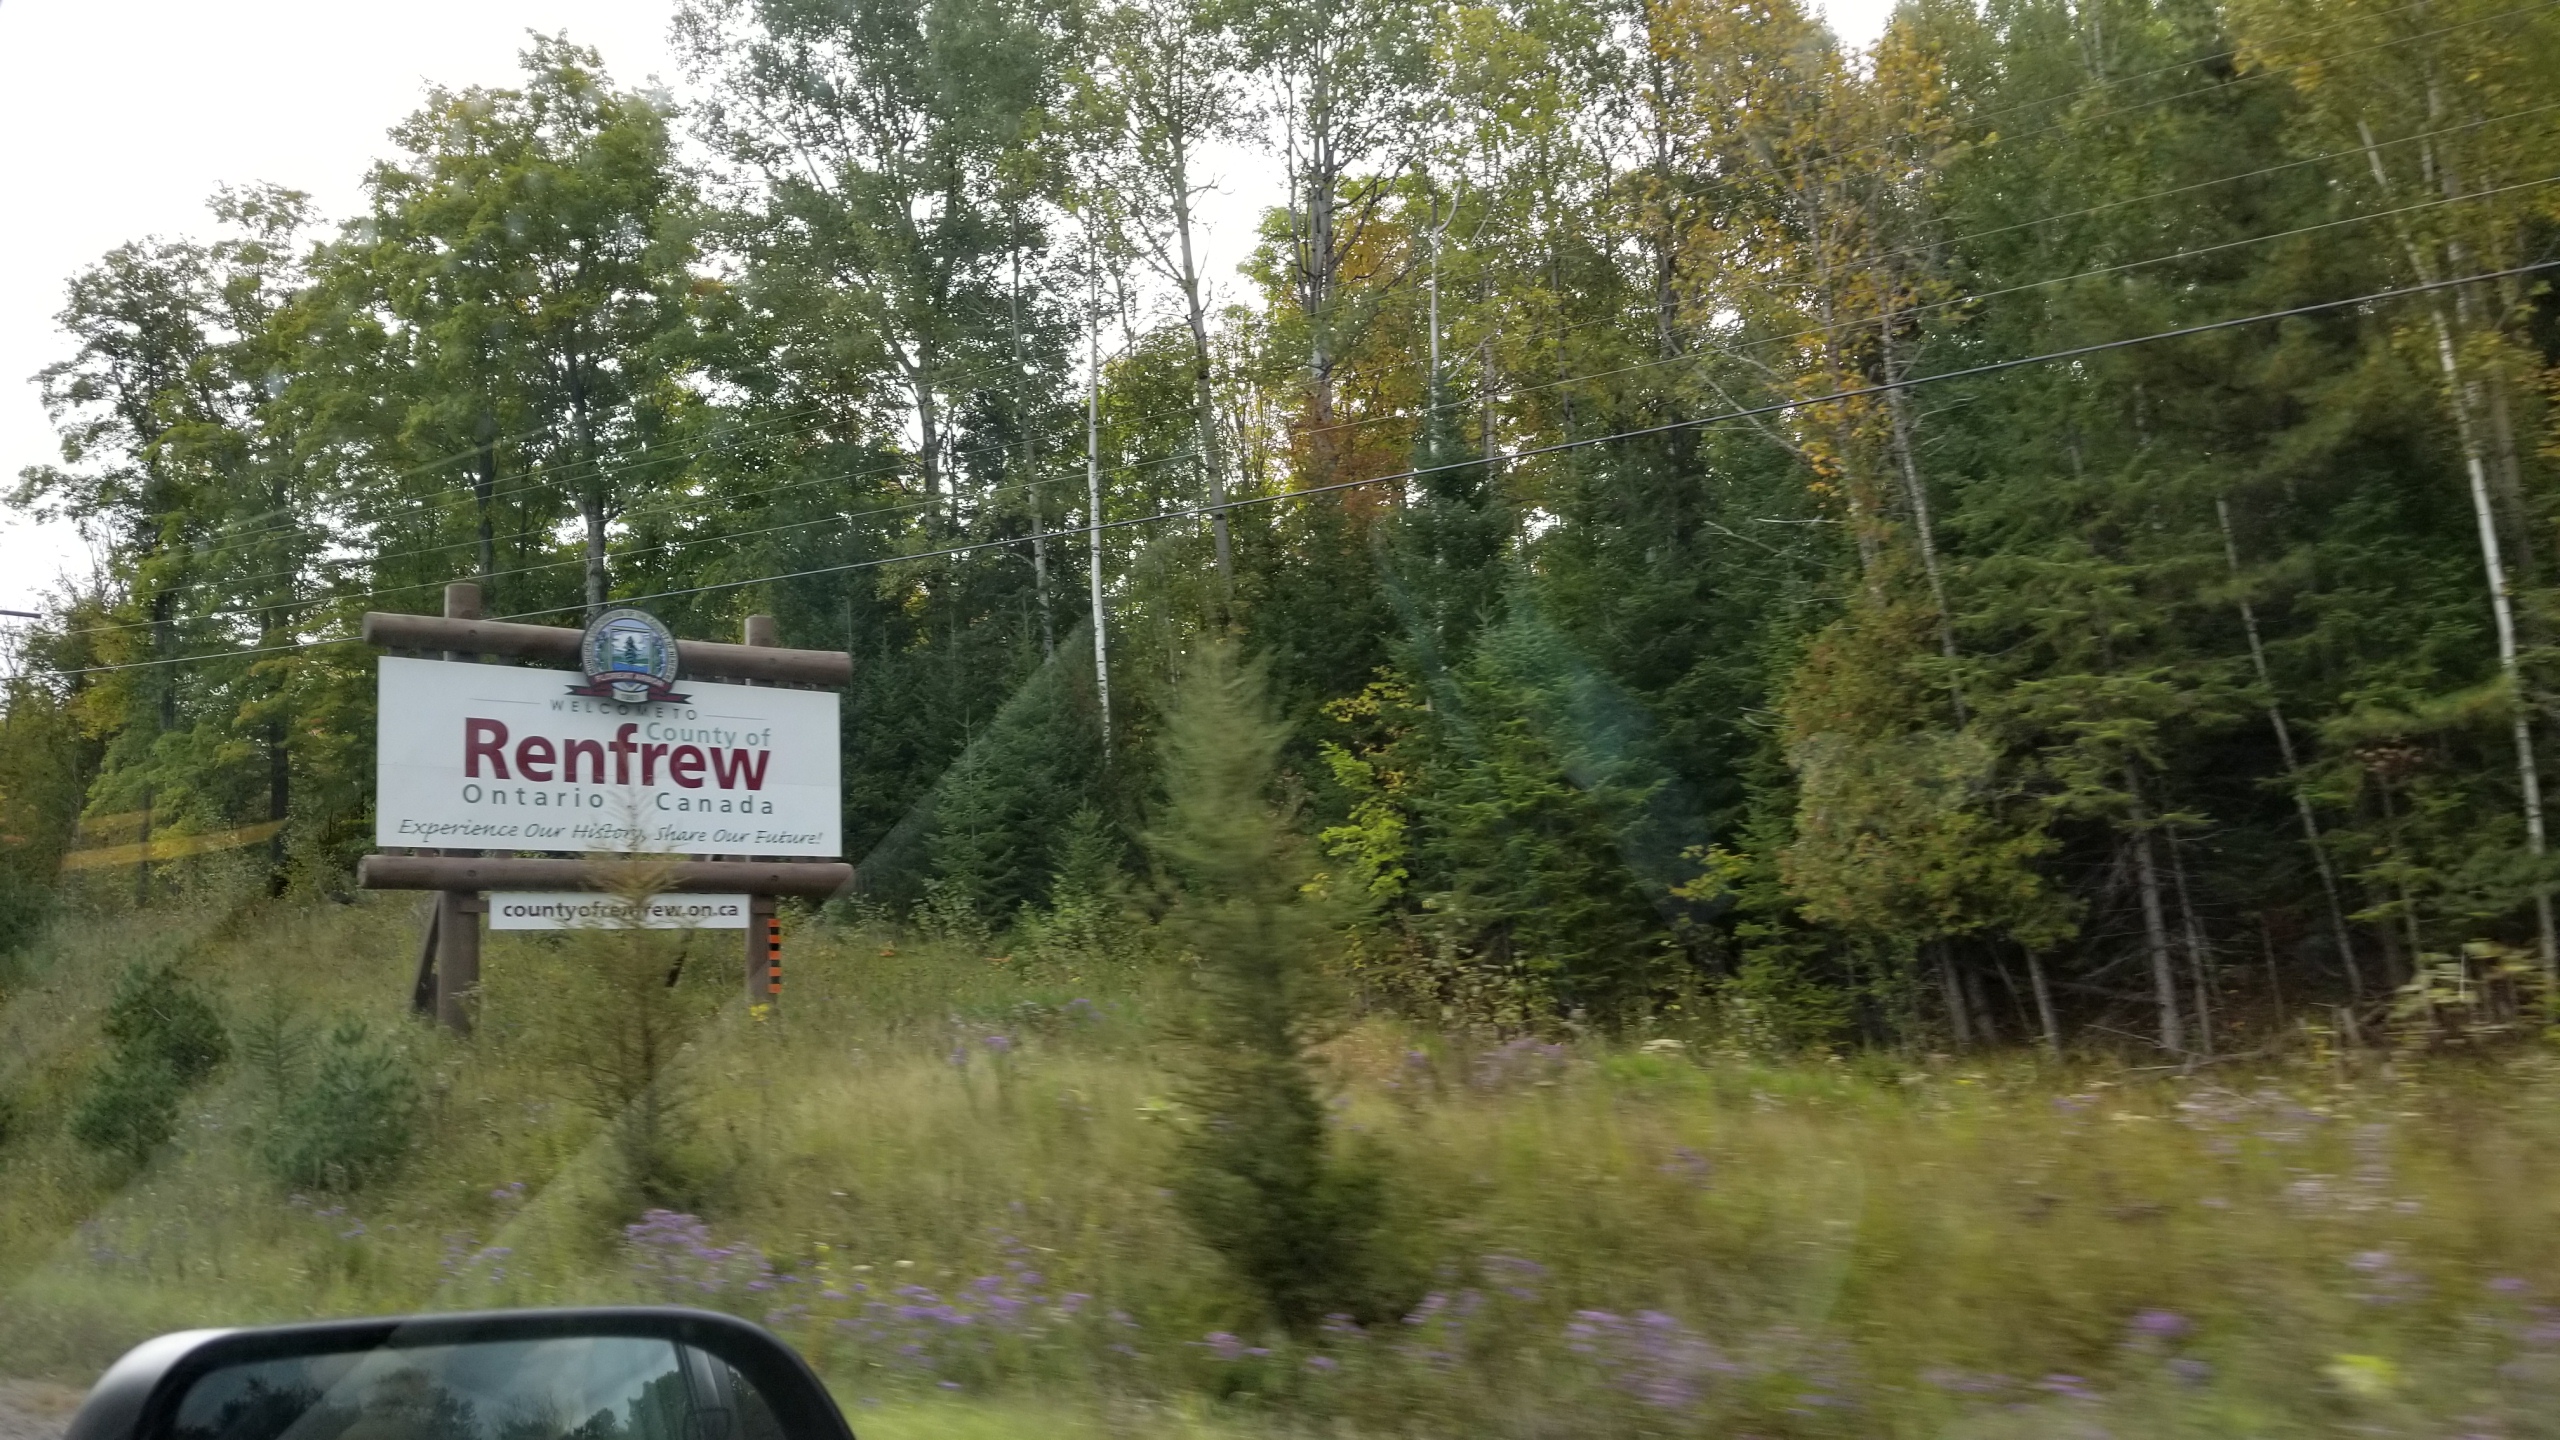 WELCOME TO
County of
Renfrew
Ontario Canada
Experience Our History, Share Our Future!
countyofrenfrew.on.ca